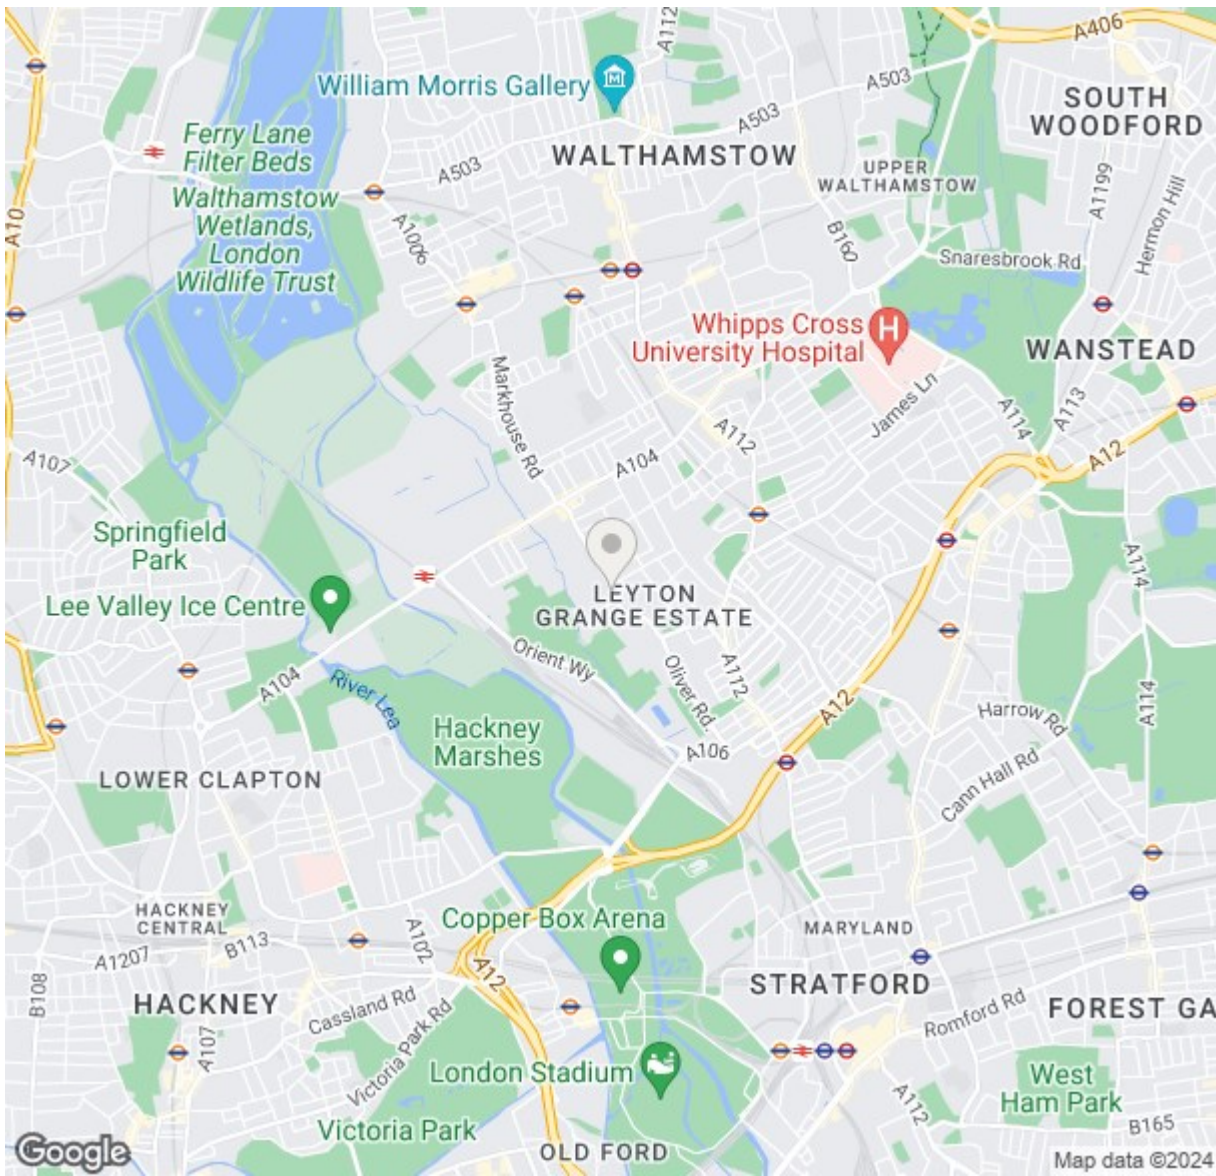 A406
A112
A503
William Morris Gallery
SOUTH
WOODFORD
A503
Ferry Lane
Filter Beds
WALTHAMSTOW
A503
UPPER
WALTHAMSTOW
A1199
Hermon Hill
A10
Walthamstow
Wetlands,
London
Wildlife Trust
A1006
B160
Snaresbrook Rd
Whipps Cross
University Hospital
WANSTEAD
Markhouse Rd
James Ln
A114
A113
A112
A12
A107
A104
Springfield
Park
Lee Valley Ice Centre
LEYTON
GRANGE ESTATE
A114
Orient Wy
Oliver Rd.
A112
A104
River Lea
A12
A114
Harrow Rd
Hackney
Marshes
A106
Cann Hall Rd
LOWER CLAPTON
HACKNEY
CENTRAL
Copper Box Arena
MARYLAND
A102
B113
A1207
A12
B108
STRATFORD
HACKNEY
Cassland Rd
Romford Rd
FOREST GA
A107
Victoria Park Rd
London Stadium
West
Ham Park
A112
Victoria Park
B165
OLD FORD
Google
Map data ©2024